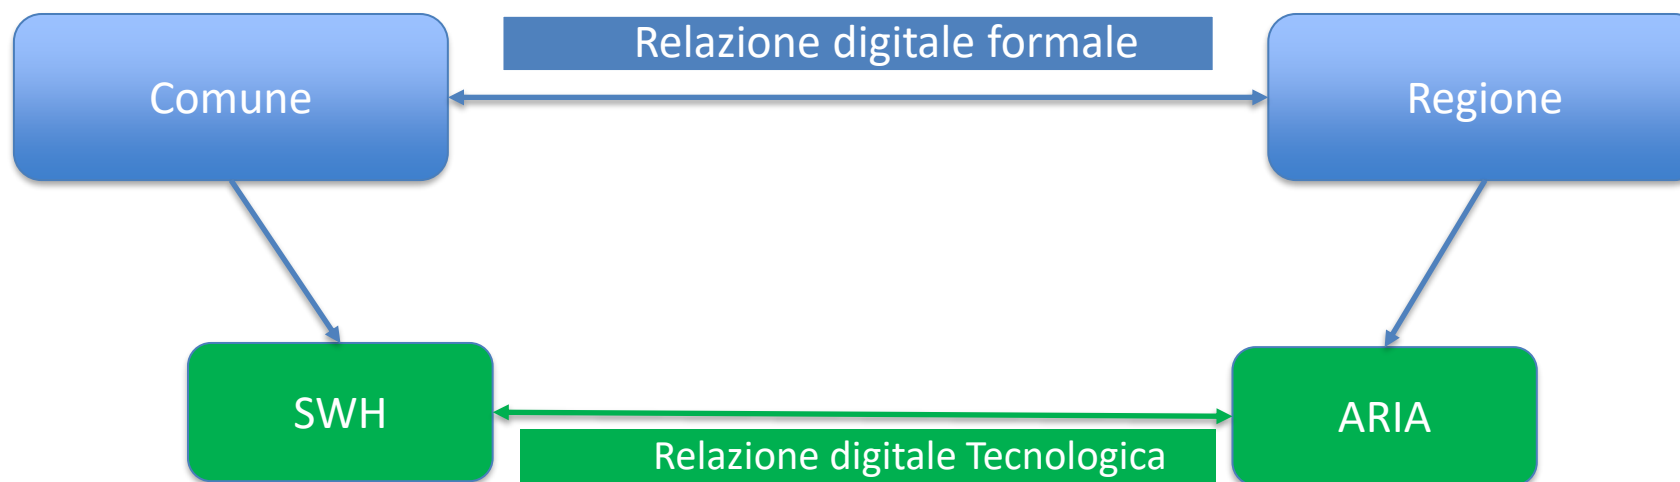 Relazione digitale formale
Comune
Regione
SWH
ARIA
Relazione digitale Tecnologica